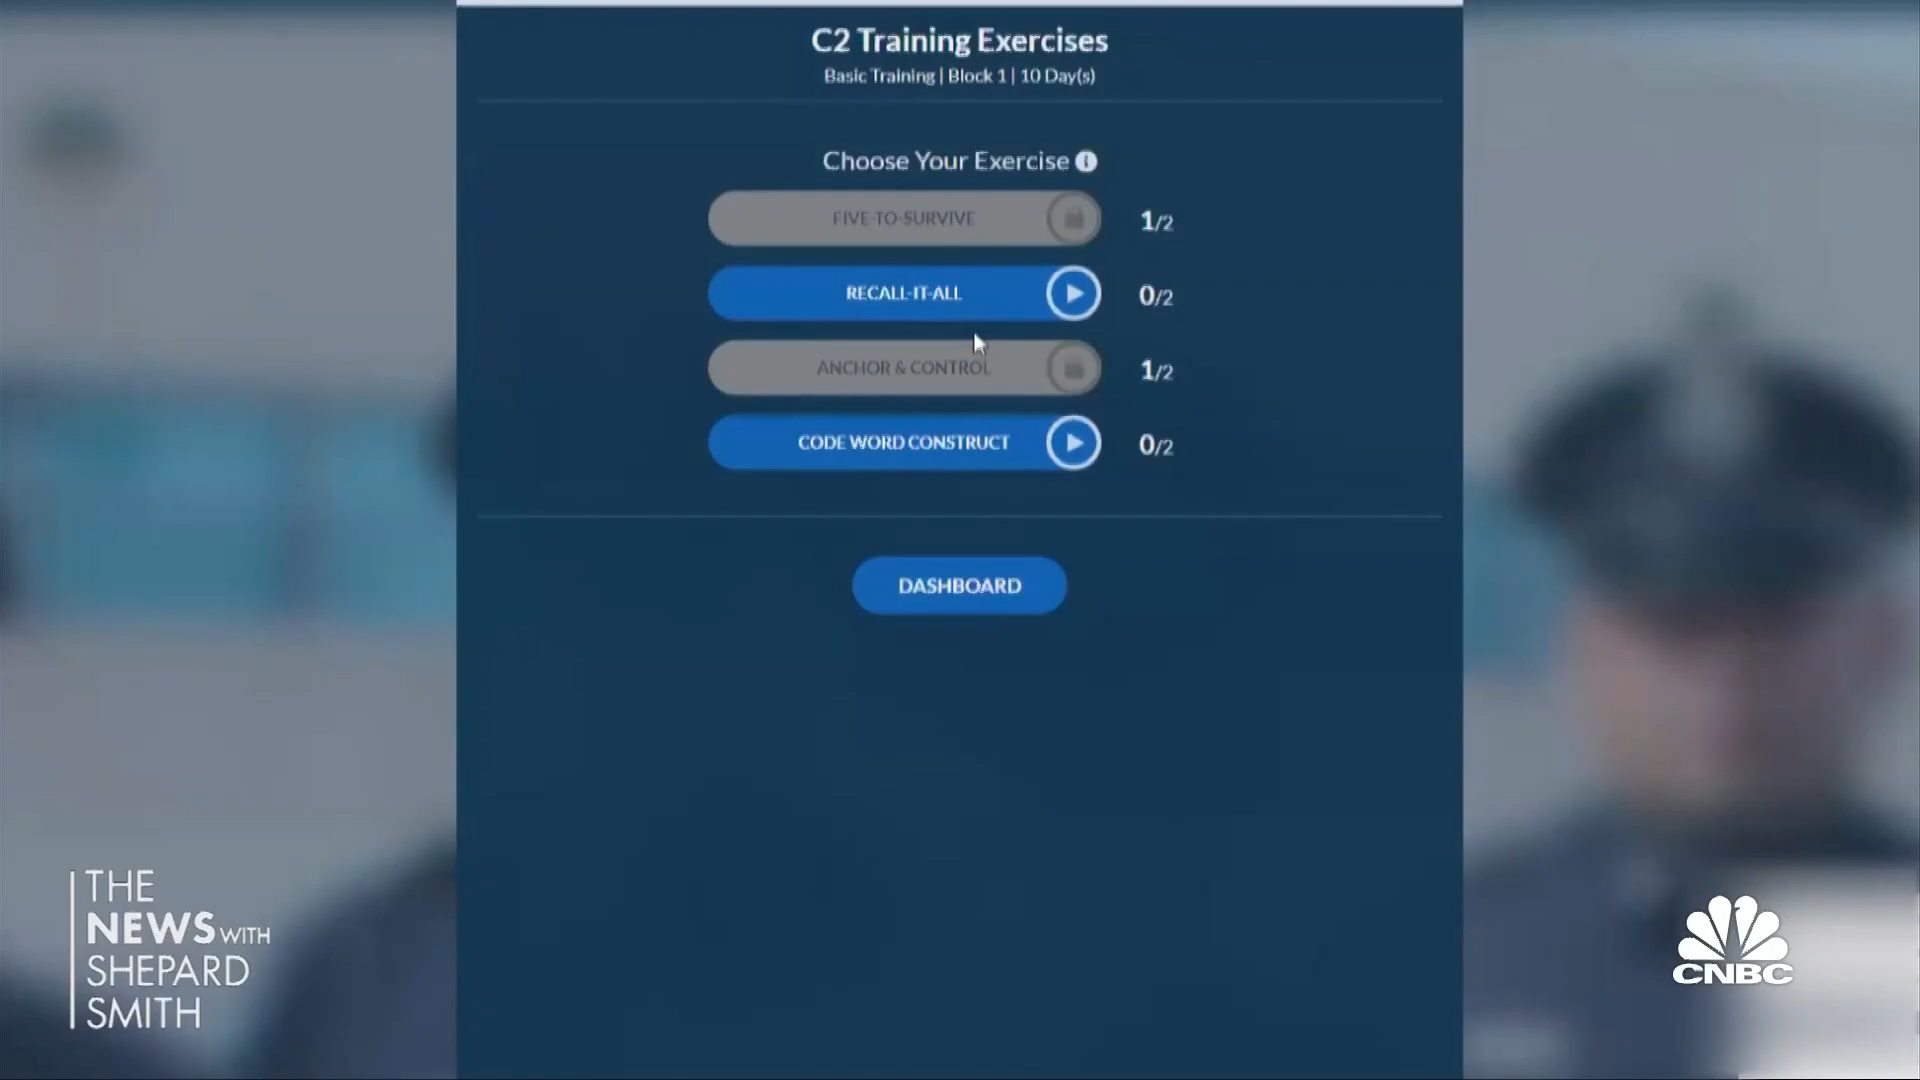 C2 Training Exercises
Basic Training | Block 1 | 10 Day(s)
Choose Your Exercise
FIVE-TO-SURVIVE 1/2
RECALL-IT-ALL 0/2
ANCHOR & CONTROL 1/2
CODE WORD CONSTRUCT 0/2
DASHBOARD
THE
NEWS WITH
SHEPARD
SMITH
CNBC